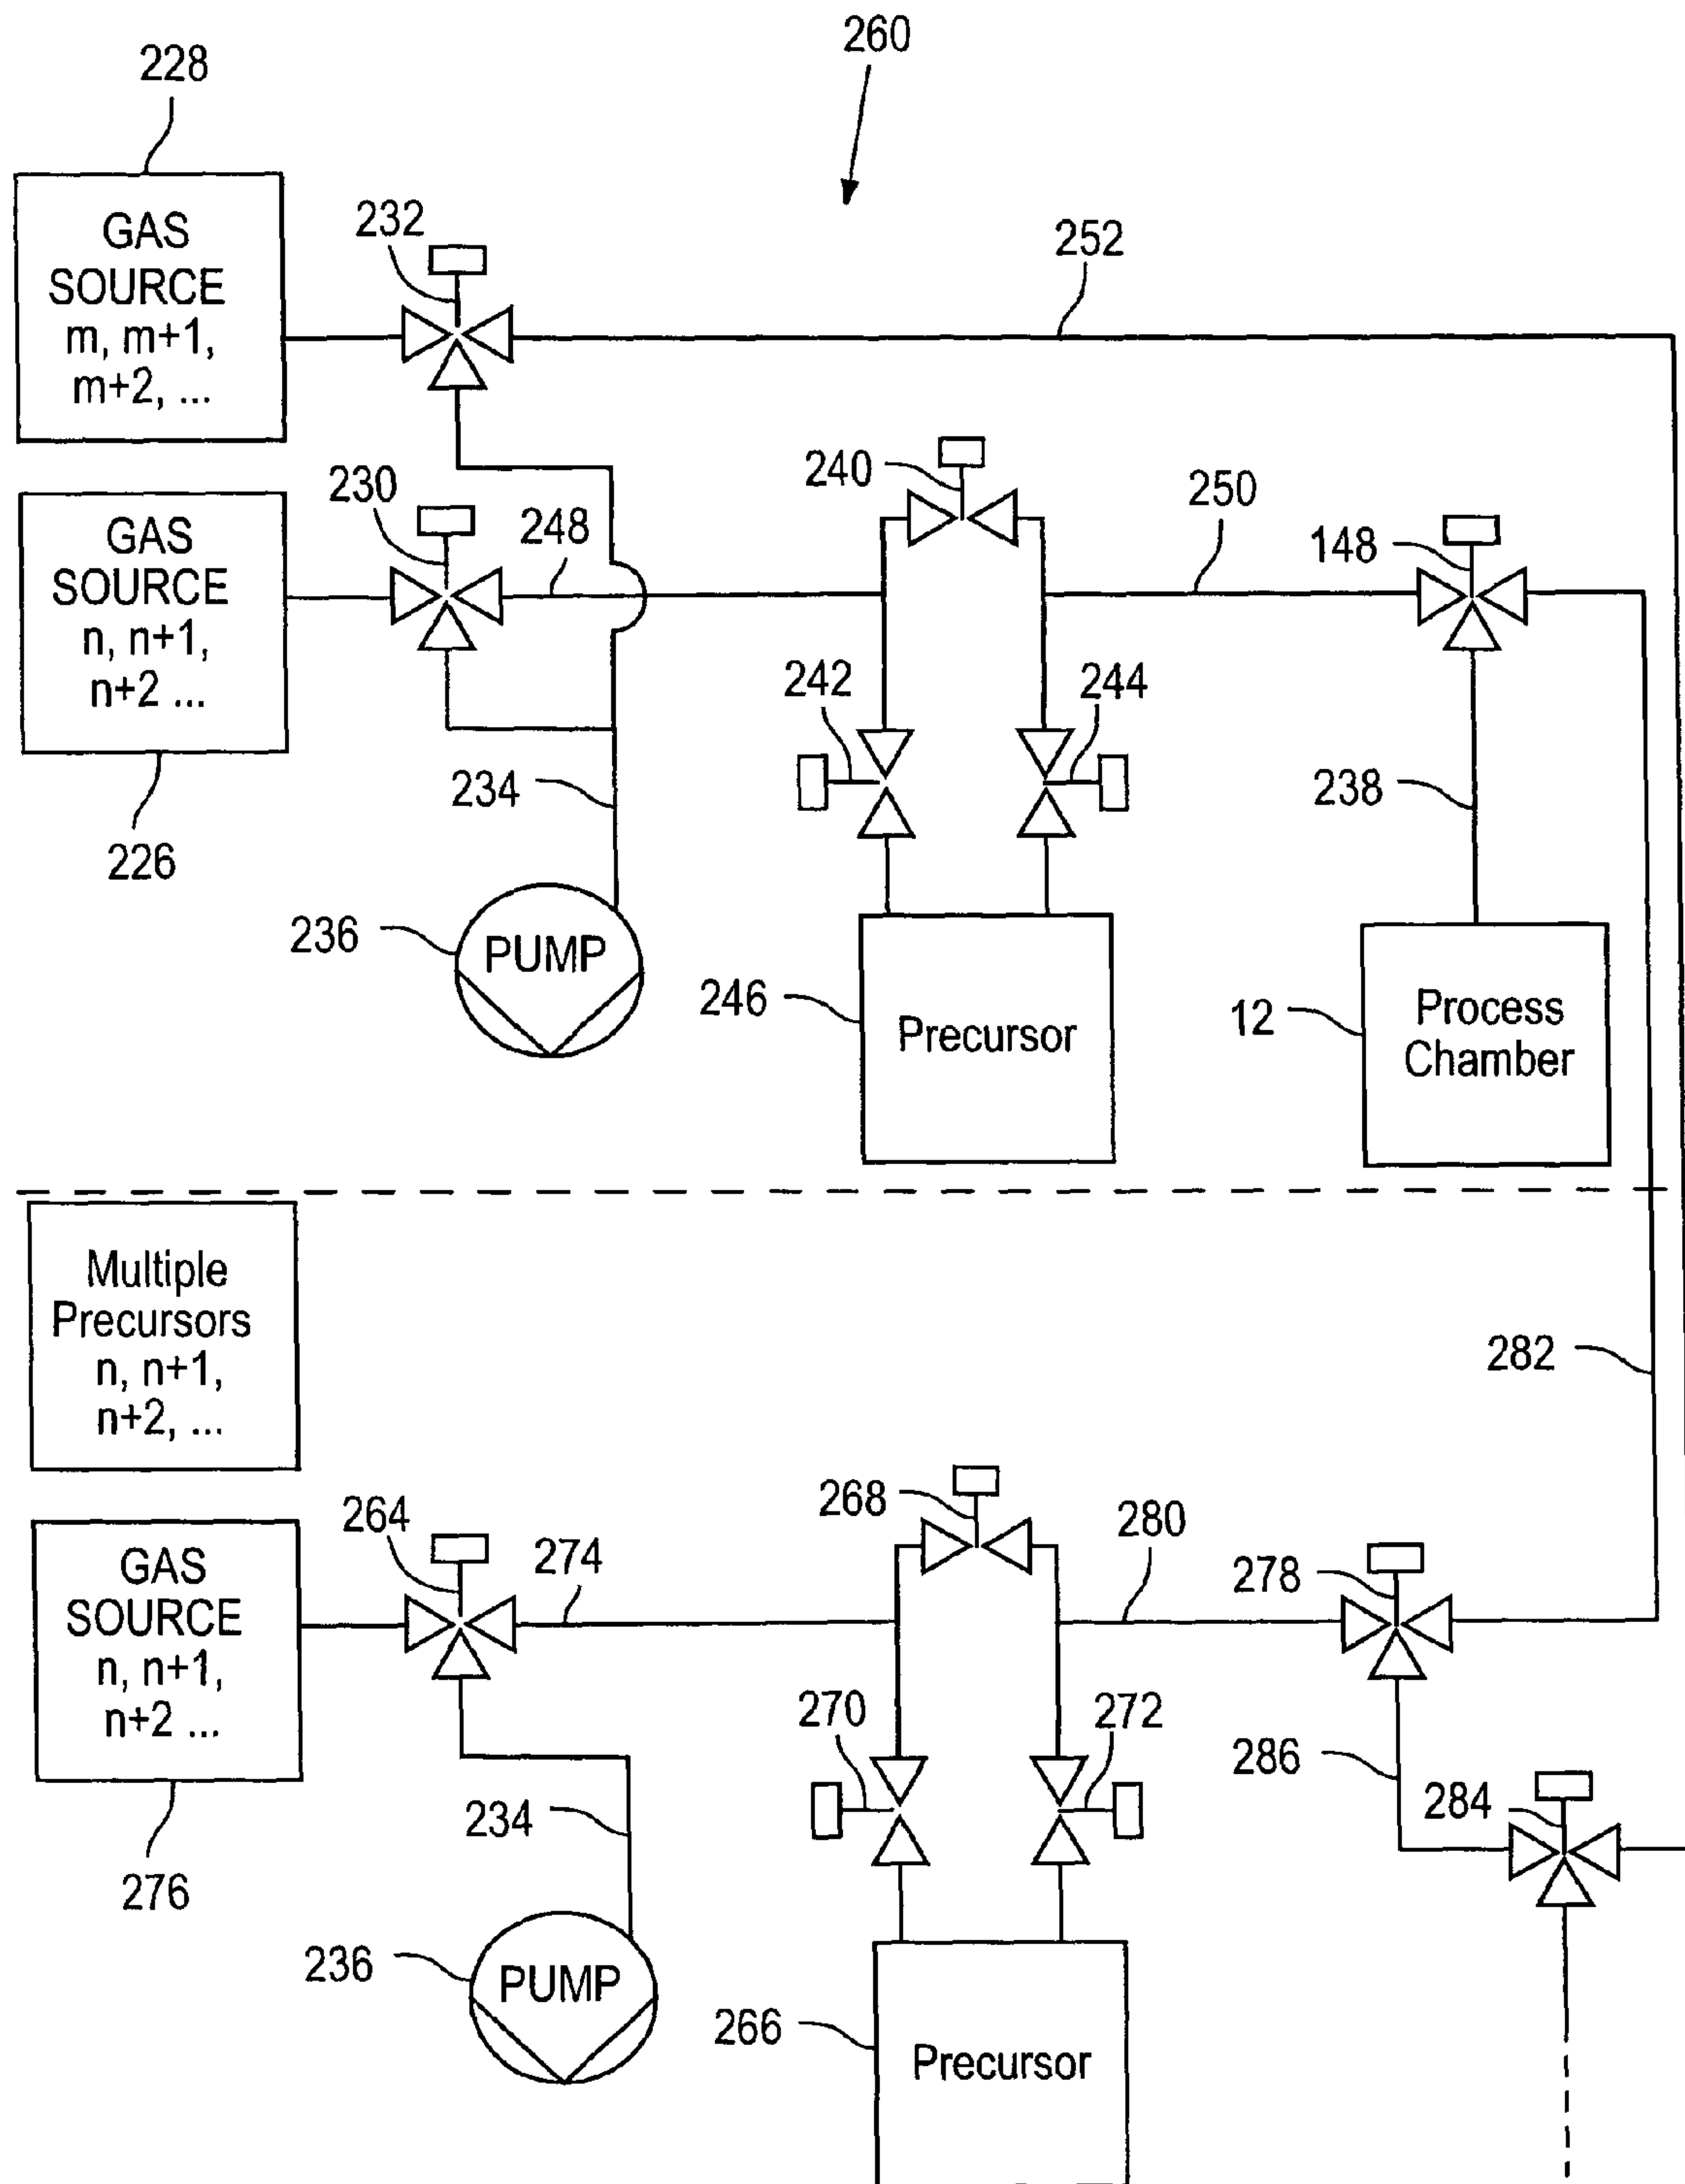 260
228
GAS
SOURCE
m, m+1,
m+2, ...
232
252
230
248
240
250
148
GAS
SOURCE
n, n+1,
n+2 ...
242
244
234
238
226
236
PUMP
246
Precursor
12
Process
Chamber
Multiple
Precursors
n, n+1,
n+2, ...
282
264
274
268
280
278
GAS
SOURCE
n, n+1,
n+2 ...
270
272
286
284
234
276
236
PUMP
266
Precursor